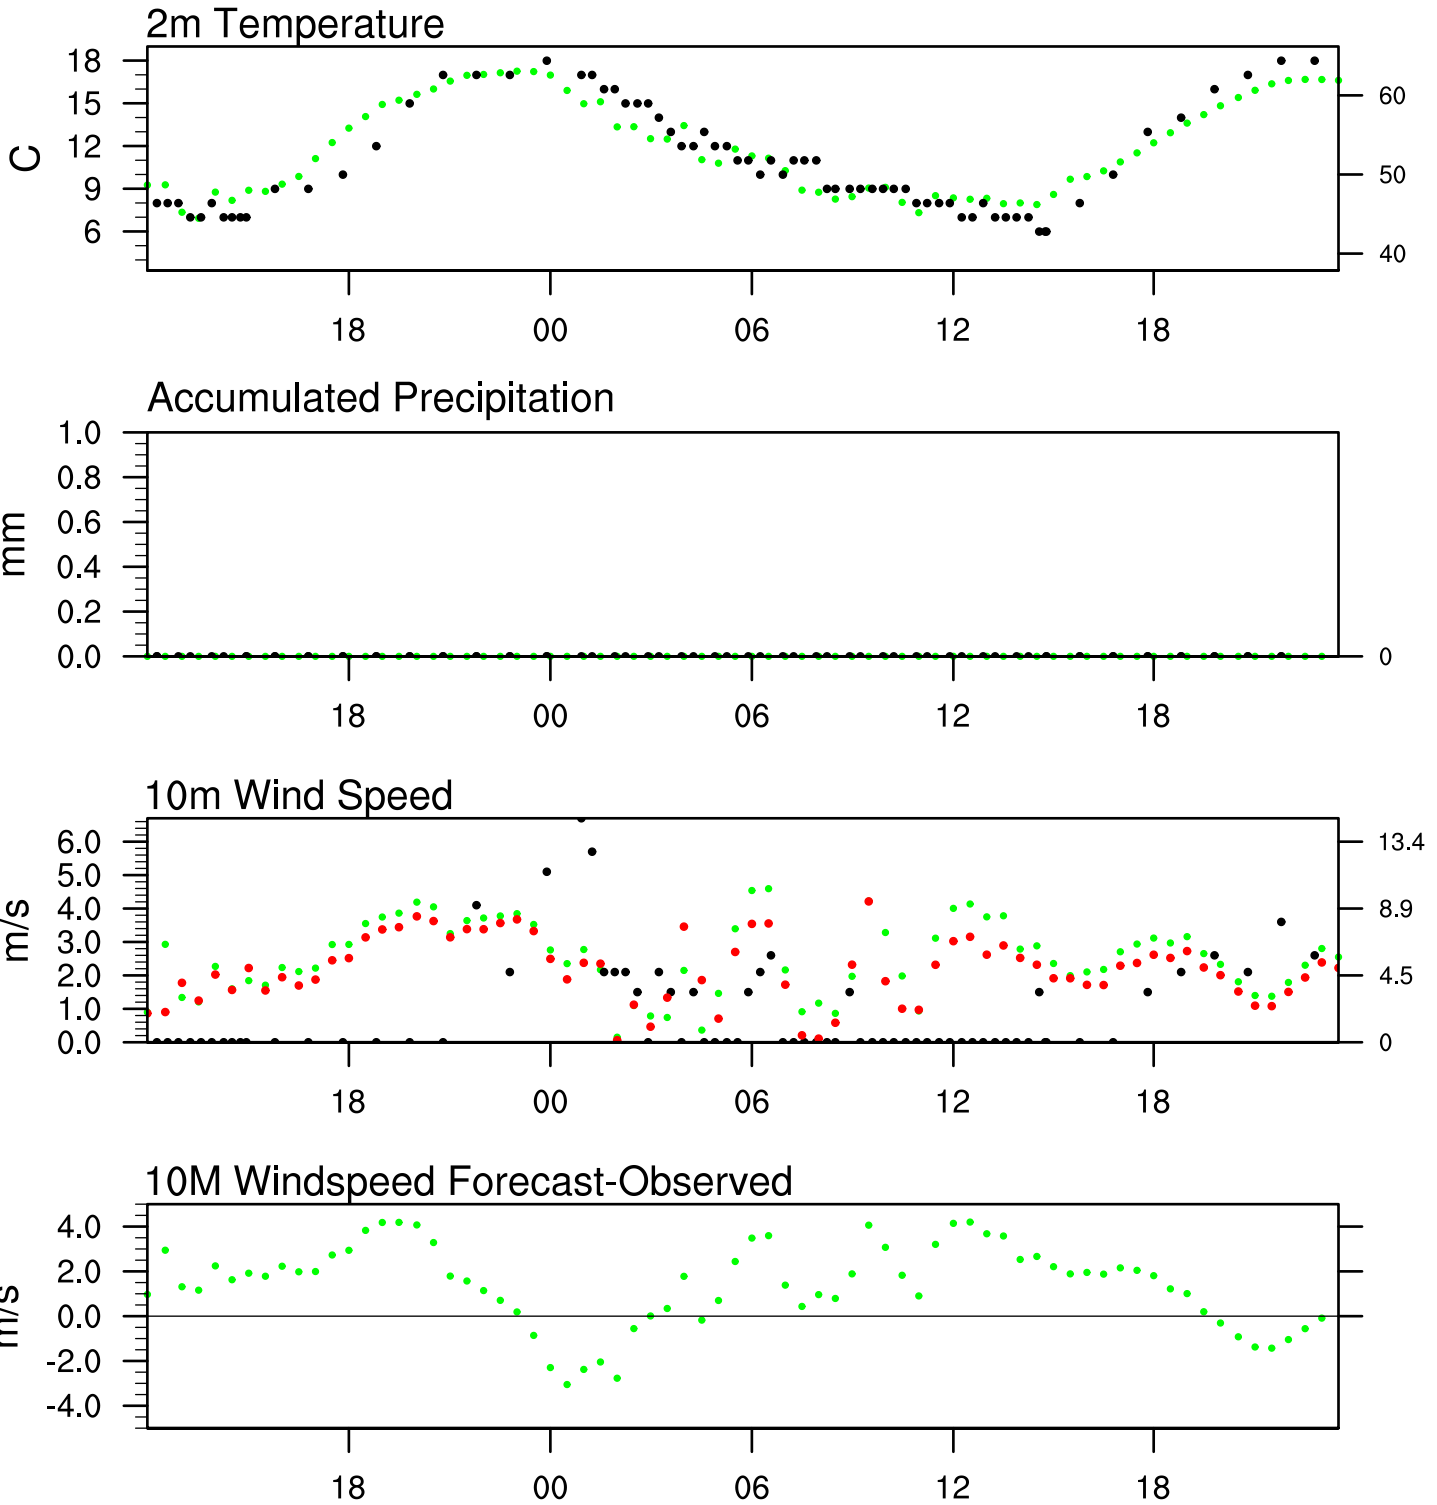 2m Temperature
18
15
12
9
6
C
60
50
40
18 00 06 12 18
Accumulated Precipitation
1.0
0.8
0.6
0.4
0.2
0.0
mm
0
18 00 06 12 18
10m Wind Speed
6.0
5.0
4.0
3.0
2.0
1.0
0.0
m/s
13.4
8.9
4.5
0
18 00 06 12 18
10M Windspeed Forecast-Observed
4.0
2.0
0.0
-2.0
-4.0
m/s
18 00 06 12 18